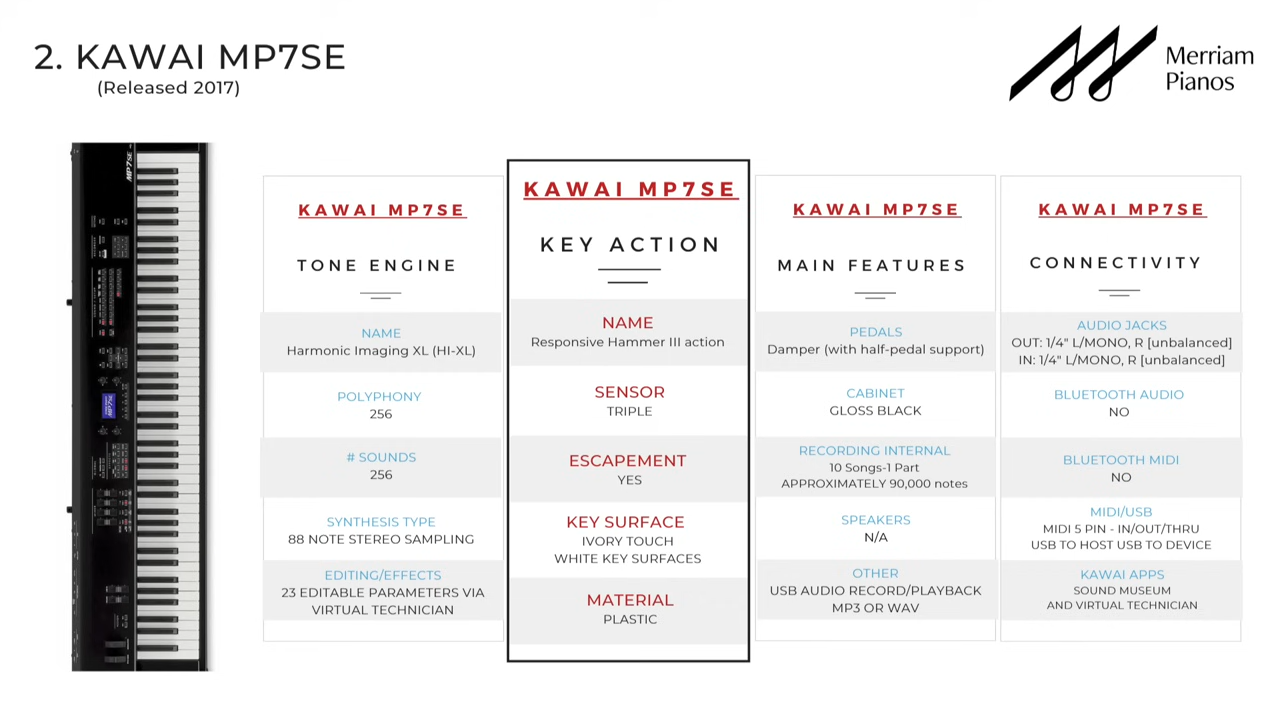 2. KAWAI MP7SE
(Released 2017)
Merriam
Pianos
MP7SE
KAWAI MP7SE
TONE ENGINE
NAME
Harmonic Imaging XL (HI-XL)
POLYPHONY
256
# SOUNDS
256
SYNTHESIS TYPE
88 NOTE STEREO SAMPLING
EDITING/EFFECTS
23 EDITABLE PARAMETERS VIA
VIRTUAL TECHNICIAN
KAWAI MP7SE
KEY ACTION
NAME
Responsive Hammer III action
SENSOR
TRIPLE
ESCAPEMENT
YES
KEY SURFACE
IVORY TOUCH
WHITE KEY SURFACES
MATERIAL
PLASTIC
KAWAI MP7SE
MAIN FEATURES
PEDALS
Damper (with half-pedal support)
CABINET
GLOSS BLACK
RECORDING INTERNAL
10 Songs-1 Part
APPROXIMATELY 90,000 notes
SPEAKERS
N/A
OTHER
USB AUDIO RECORD/PLAYBACK
MP3 OR WAV
KAWAI MP7SE
CONNECTIVITY
AUDIO JACKS
OUT: 1/4" L/MONO, R [unbalanced]
IN: 1/4" L/MONO, R [unbalanced]
BLUETOOTH AUDIO
NO
BLUETOOTH MIDI
NO
MIDI/USB
MIDI 5 PIN - IN/OUT/THRU
USB TO HOST USB TO DEVICE
KAWAI APPS
SOUND MUSEUM
AND VIRTUAL TECHNICIAN